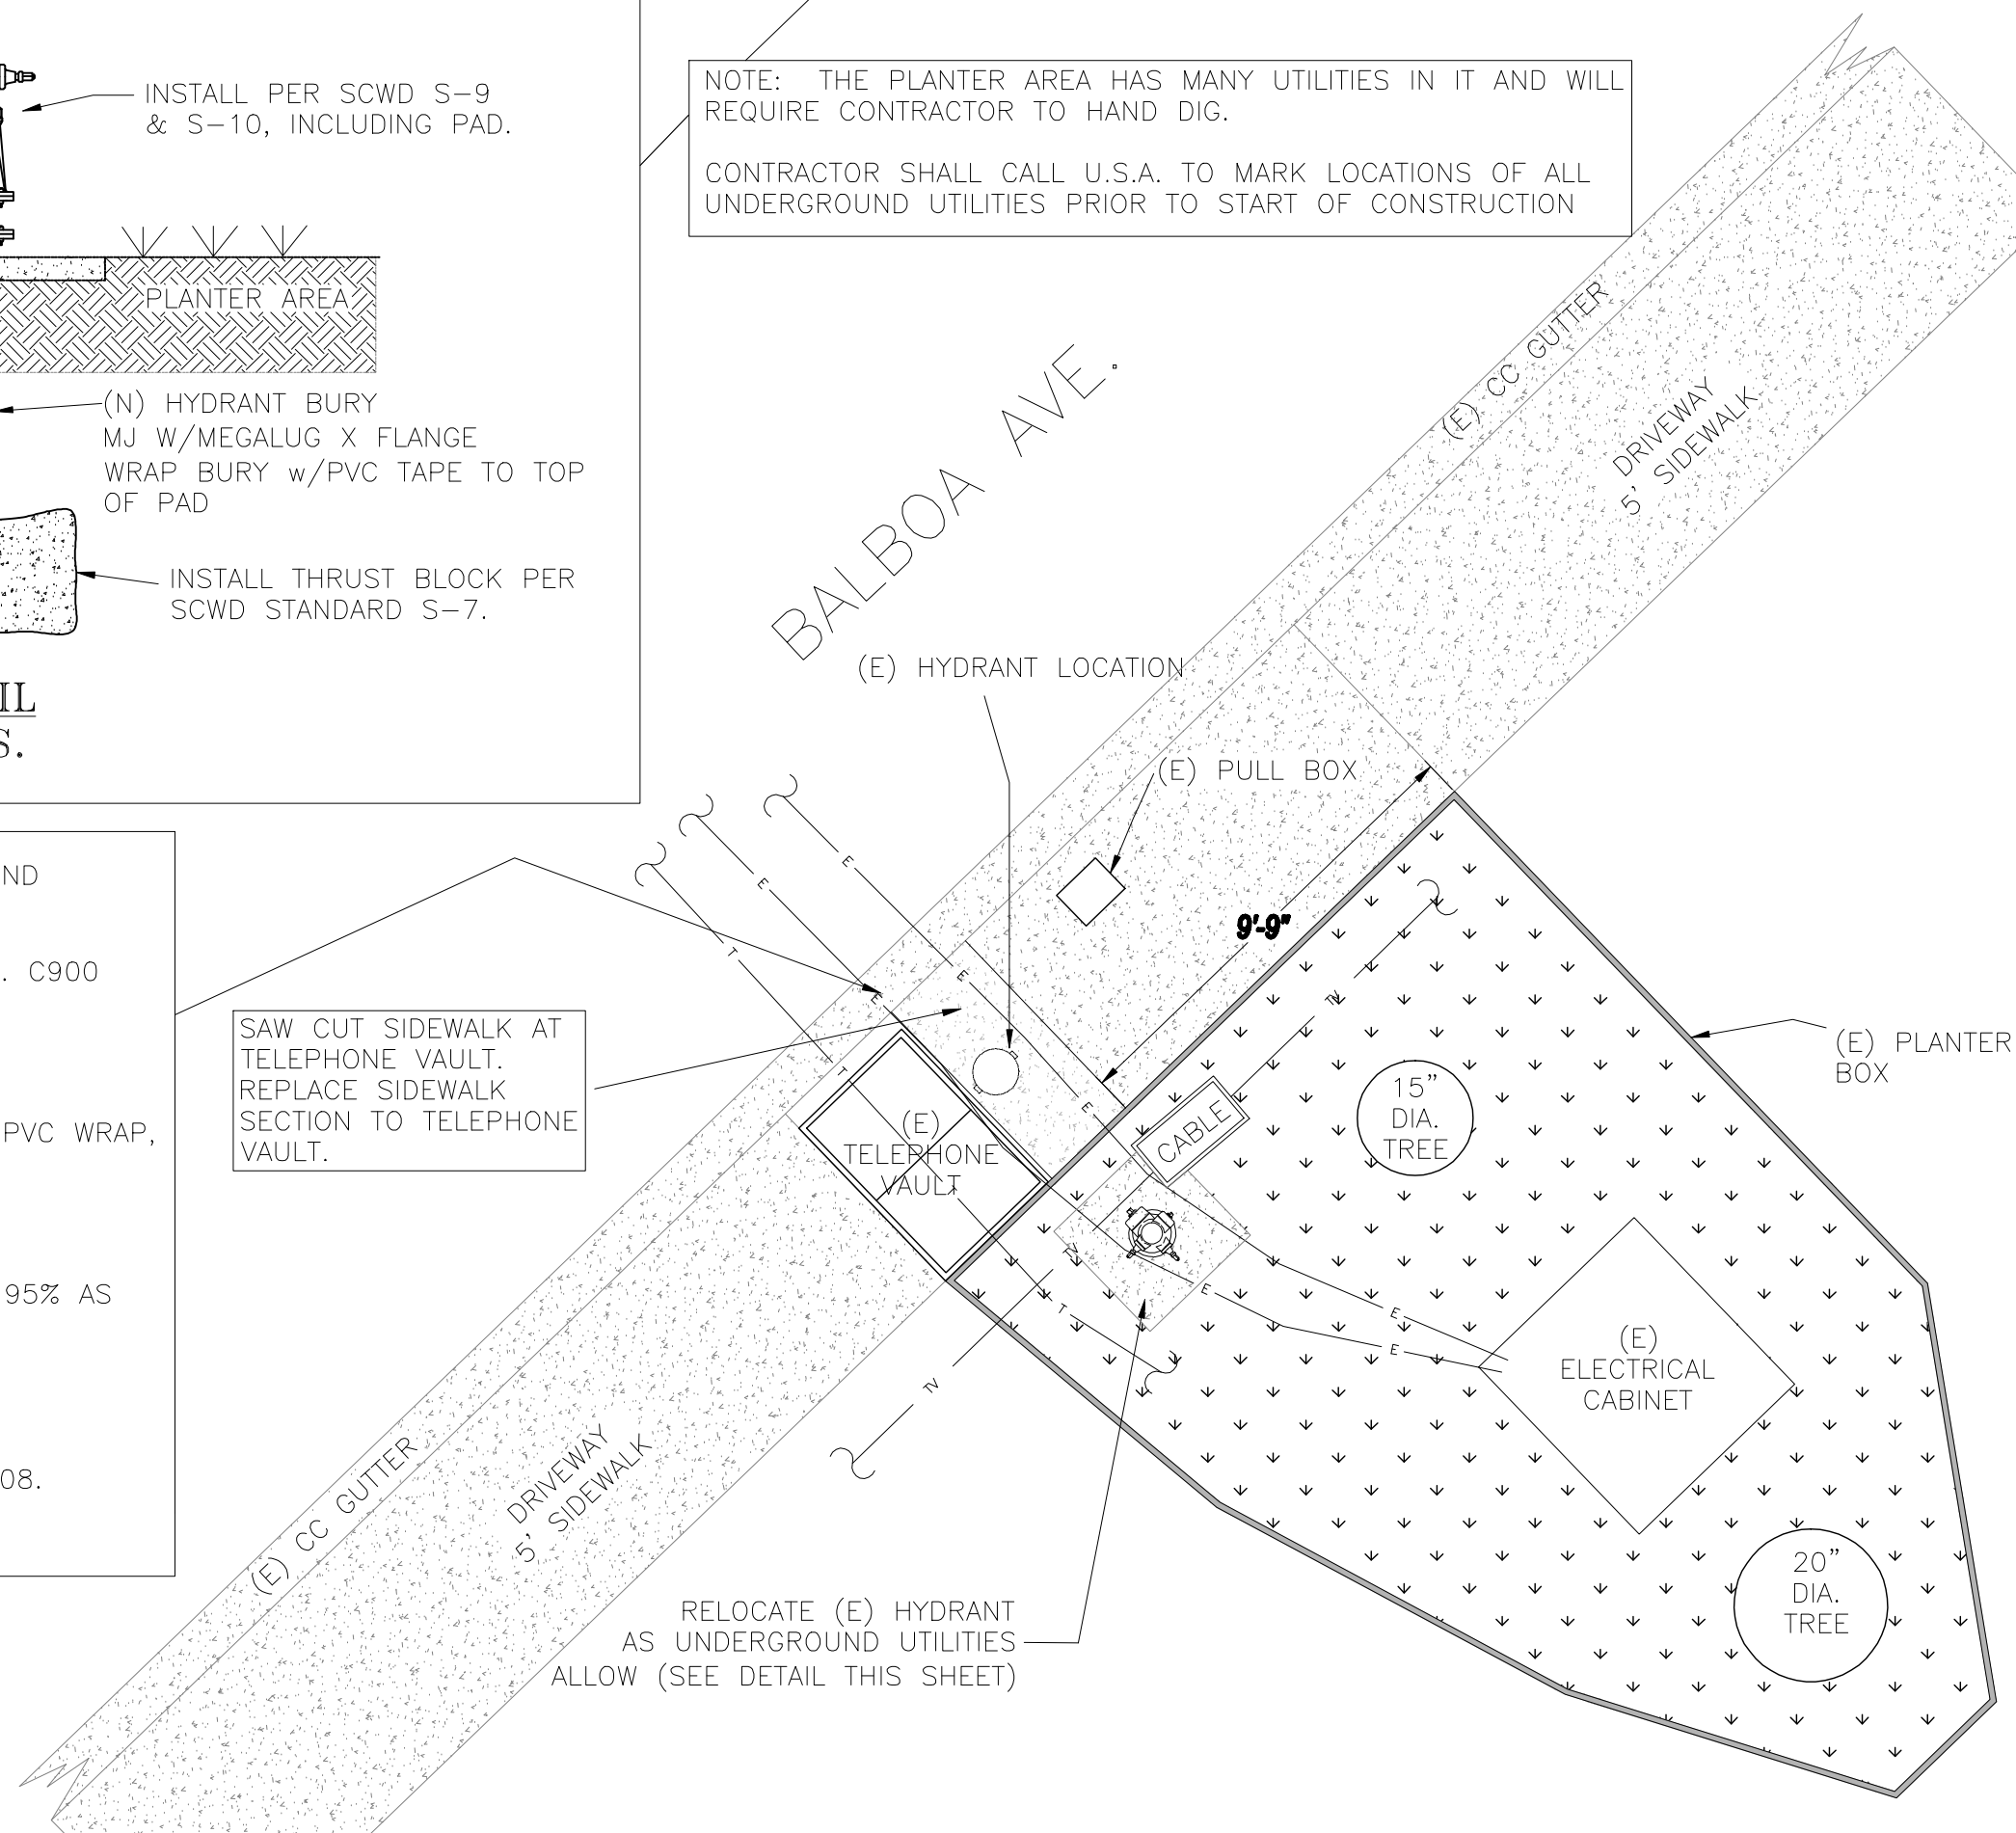 INSTALL PER SCWD S-9
& S-10, INCLUDING PAD.
PLANTER AREA
(N) HYDRANT BURY
MJ W/MEGALUG X FLANGE
WRAP BURY w/PVC TAPE TO TOP
OF PAD
INSTALL THRUST BLOCK PER
SCWD STANDARD S-7.
IL
S.
NOTE: THE PLANTER AREA HAS MANY UTILITIES IN IT AND WILL
REQUIRE CONTRACTOR TO HAND DIG.
CONTRACTOR SHALL CALL U.S.A. TO MARK LOCATIONS OF ALL
UNDERGROUND UTILITIES PRIOR TO START OF CONSTRUCTION
BALBOA AVE.
(E) CC GUTTER
DRIVEWAY
5' SIDEWALK
(E) HYDRANT LOCATION
(E) PULL BOX
9'-9"
ND
. C900
PVC WRAP,
95% AS
08.
SAW CUT SIDEWALK AT
TELEPHONE VAULT.
REPLACE SIDEWALK
SECTION TO TELEPHONE
VAULT.
E
E
T
E
E
T
E
TV
(E)
TELEPHONE
VAULT
CABLE
15"
DIA.
TREE
(E) PLANTER
BOX
TV
T
E
E
E
TV
(E)
ELECTRICAL
CABINET
20"
DIA.
TREE
(E) CC GUTTER
DRIVEWAY
5' SIDEWALK
RELOCATE (E) HYDRANT
AS UNDERGROUND UTILITIES
ALLOW (SEE DETAIL THIS SHEET)